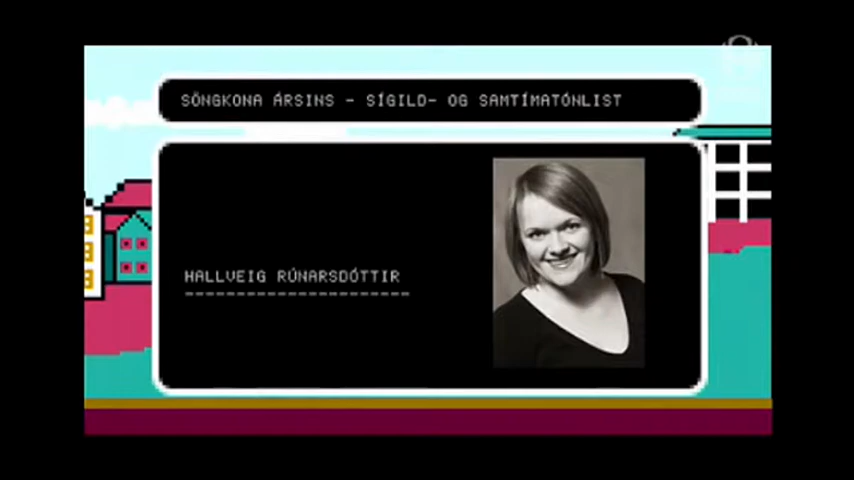 SÖNGKONA ÁRSINS - SÍGILD- OG SAMTÍMATÓNLIST
HALLVEIG RÚNARSDÓTTIR